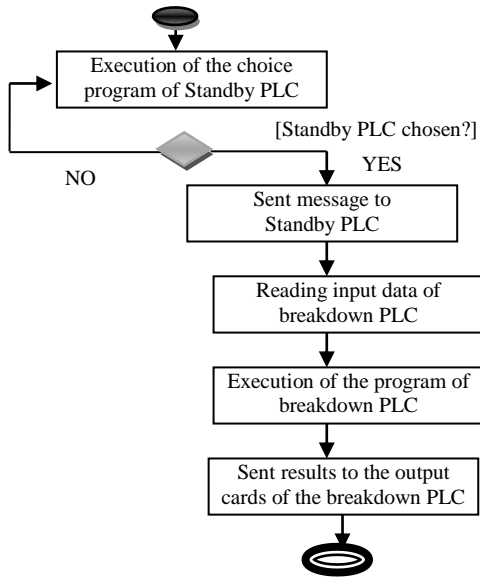 Execution of the choice
program of Standby PLC
[Standby PLC chosen?]
NO
YES
Sent message to
Standby PLC
Reading input data of
breakdown PLC
Execution of the program of
breakdown PLC
Sent results to the output
cards of the breakdown PLC